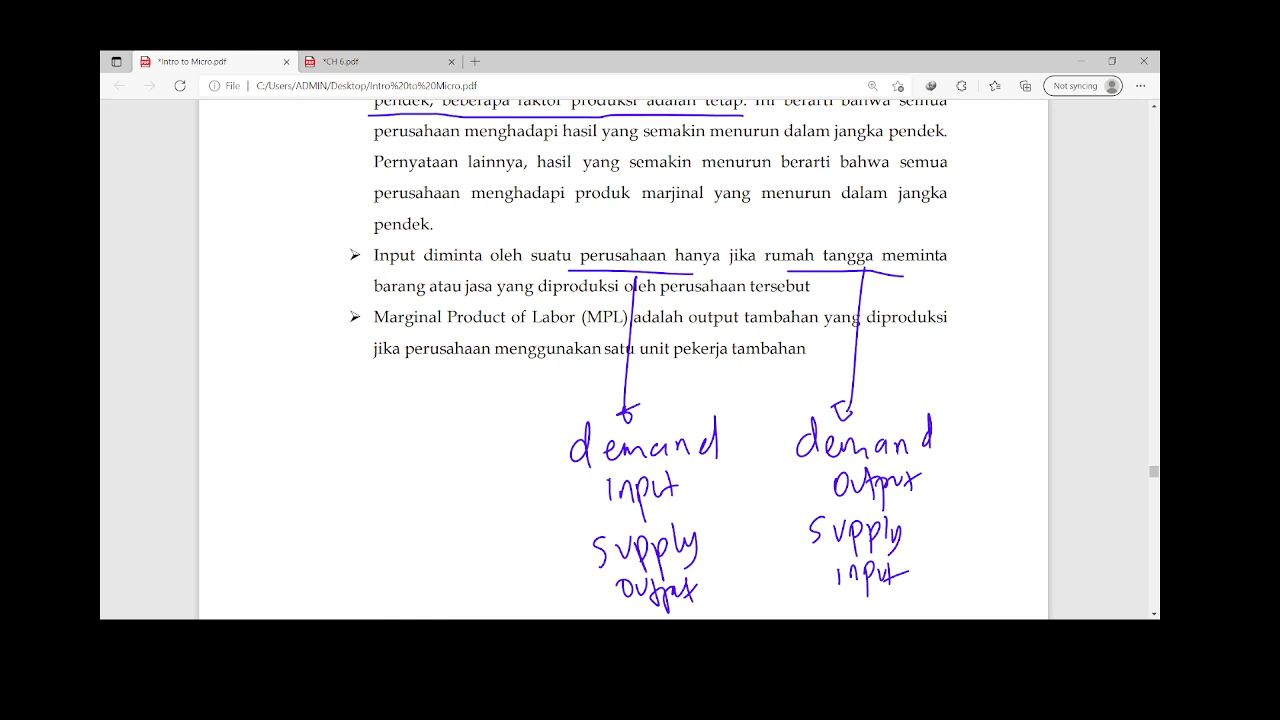 *Intro to Micro.pdf
*CH 6.pdf
File
C:/Users/ADMIN/Desktop/Intro%20to%20Micro.pdf
Not syncing
pendek, beberapa faktor produksi adalah tetap. Ini berarti bahwa semua
perusahaan menghadapi hasil yang semakin menurun dalam jangka pendek.
Pernyataan lainnya, hasil yang semakin menurun berarti bahwa semua
perusahaan menghadapi produk marjinal yang menurun dalam jangka
pendek.
➢ Input diminta oleh suatu perusahaan hanya jika rumah tangga meminta
barang atau jasa yang diproduksi oleh perusahaan tersebut
➢ Marginal Product of Labor (MPL) adalah output tambahan yang diproduksi
jika perusahaan menggunakan satu unit pekerja tambahan
demand
input
supply
output
demand
output
supply
input